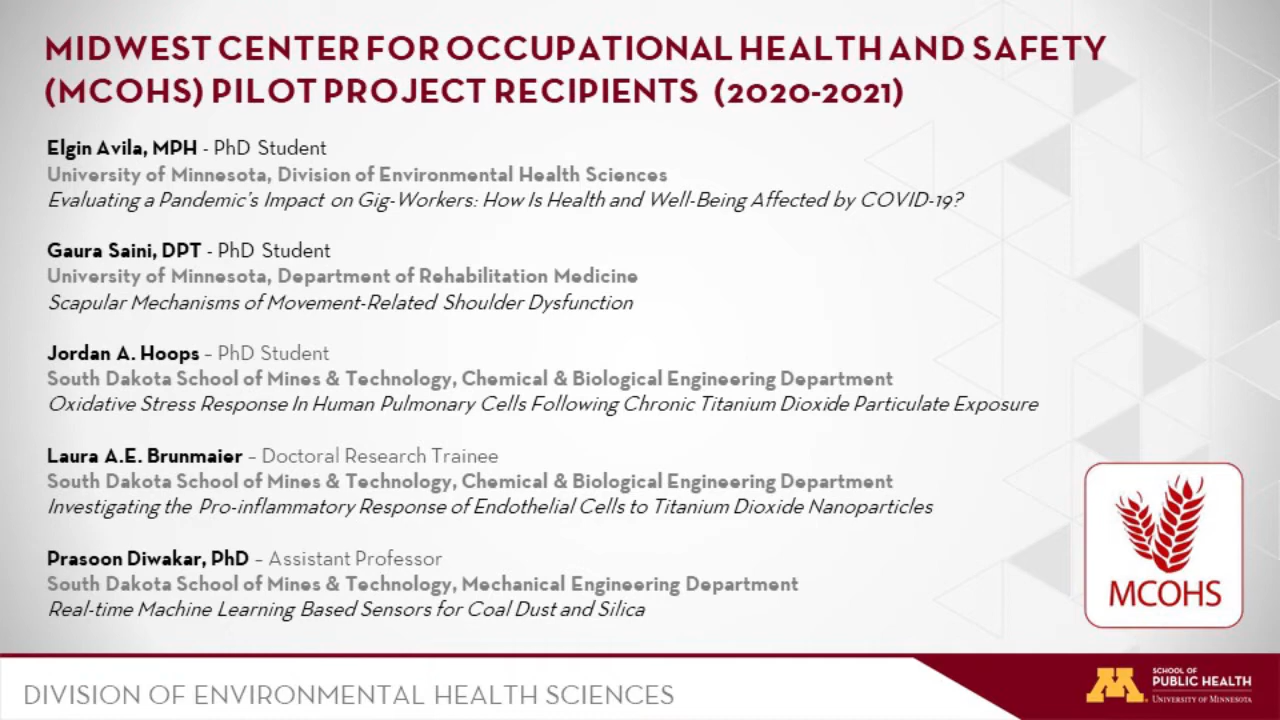 MIDWEST CENTER FOR OCCUPATIONAL HEALTH AND SAFETY
(MCOHS) PILOT PROJECT RECIPIENTS (2020-2021)
Elgin Avila, MPH - PhD Student
University of Minnesota, Division of Environmental Health Sciences
Evaluating a Pandemic's Impact on Gig-Workers: How Is Health and Well-Being Affected by COVID-19?
Gaura Saini, DPT - PhD Student
University of Minnesota, Department of Rehabilitation Medicine
Scapular Mechanisms of Movement-Related Shoulder Dysfunction
Jordan A. Hoops – PhD Student
South Dakota School of Mines & Technology, Chemical & Biological Engineering Department
Oxidative Stress Response In Human Pulmonary Cells Following Chronic Titanium Dioxide Particulate Exposure
Laura A.E. Brunmaier – Doctoral Research Trainee
South Dakota School of Mines & Technology, Chemical & Biological Engineering Department
Investigating the Pro-inflammatory Response of Endothelial Cells to Titanium Dioxide Nanoparticles
Prasoon Diwakar, PhD – Assistant Professor
South Dakota School of Mines & Technology, Mechanical Engineering Department
Real-time Machine Learning Based Sensors for Coal Dust and Silica
MCOHS
DIVISION OF ENVIRONMENTAL HEALTH SCIENCES
M
SCHOOL OF
PUBLIC HEALTH
UNIVERSITY OF MINNESOTA